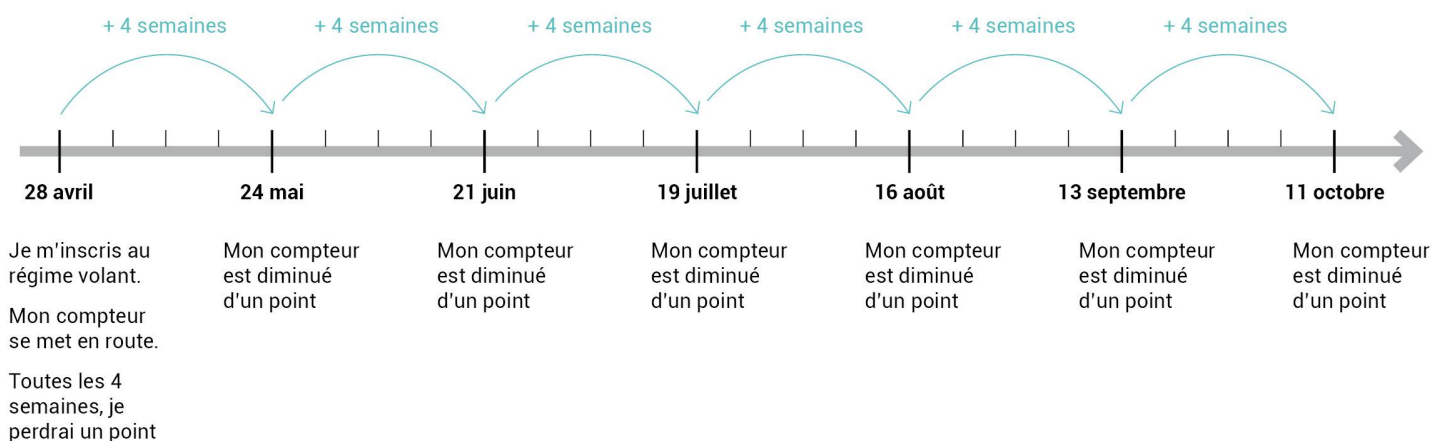 + 4 semaines
+ 4 semaines
+ 4 semaines
+ 4 semaines
+ 4 semaines
+ 4 semaines
28 avril
24 mai
21 juin
19 juillet
16 août
13 septembre
11 octobre
Je m'inscris au
régime volant.
Mon compteur
se met en route.
Toutes les 4
semaines, je
perdrai un point
Mon compteur
est diminué
d'un point
Mon compteur
est diminué
d'un point
Mon compteur
est diminué
d'un point
Mon compteur
est diminué
d'un point
Mon compteur
est diminué
d'un point
Mon compteur
est diminué
d'un point